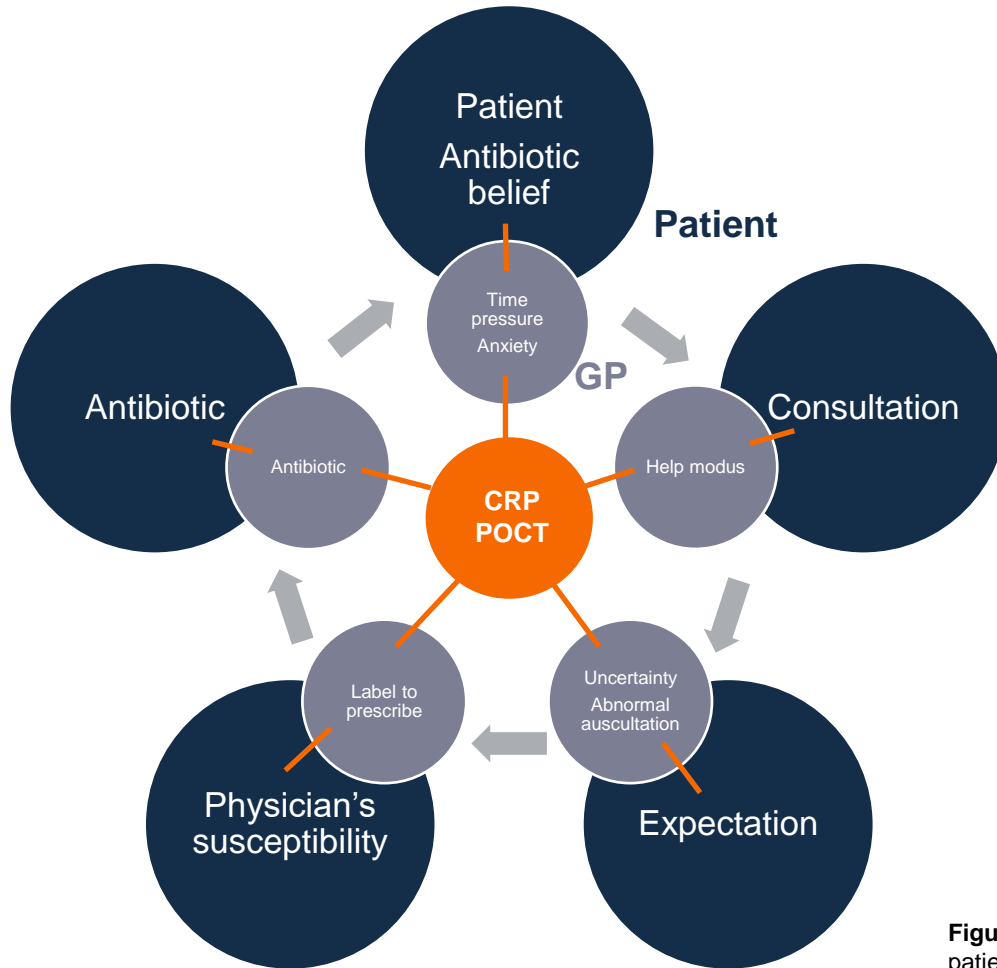 Patient
Antibiotic
belief
Patient
Time
pressure
Anxiety
GP
Consultation
Help modus
Antibiotic
Antibiotic
CRP
POCT
Uncertainty
Abnormal
auscultation
Expectation
Label to
prescribe
Physician’s
susceptibility
Figu
patie